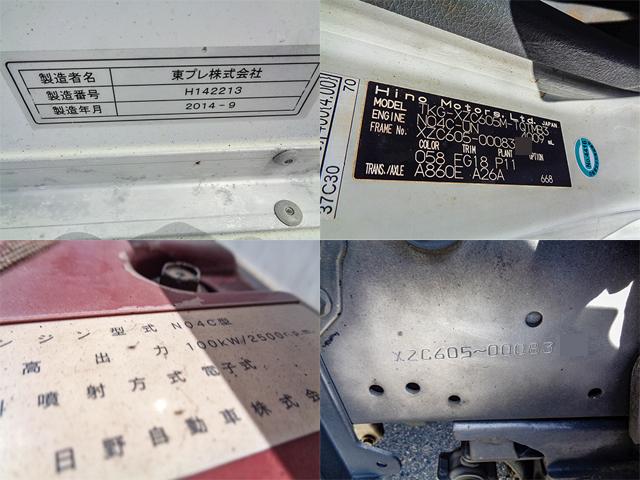 製造者名 東プレ株式会社
製造番号 H142213
製造年月 2014-9
70
37C30
Hino Motors,Ltd. JAPAN
MODEL TKG-XZC605M-TQTMB3
ENGINE N04C-UN 4009 mL
FRAME No. XZC605-00083
COLOR TRIM PLANT OPTION
058 EG18 P11
TRANS./AXLE A860E A26A 668
ンジン型式 N04C型
高出力 100kW/2500
噴射方式 電子式
日野自動車株式会
XZC605-00083